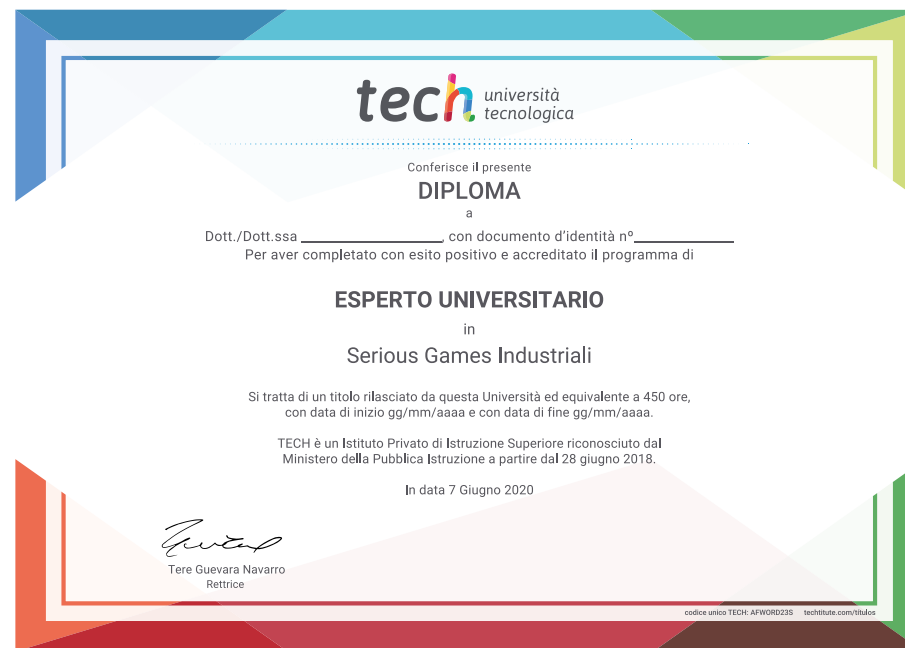 tech università
tecnologica
Conferisce il presente
DIPLOMA
a
Dott./Dott.ssa ____________________, con documento d'identità nº______________
Per aver completato con esito positivo e accreditato il programma di
ESPERTO UNIVERSITARIO
in
Serious Games Industriali
Si tratta di un titolo rilasciato da questa Università ed equivalente a 450 ore,
con data di inizio gg/mm/aaaa e con data di fine gg/mm/aaaa.
TECH è un Istituto Privato di Istruzione Superiore riconosciuto dal
Ministero della Pubblica Istruzione a partire dal 28 giugno 2018.
In data 7 Giugno 2020
Tere Guevara Navarro
Rettrice
codice unico TECH: AFWORD23S techtitute.com/titulos